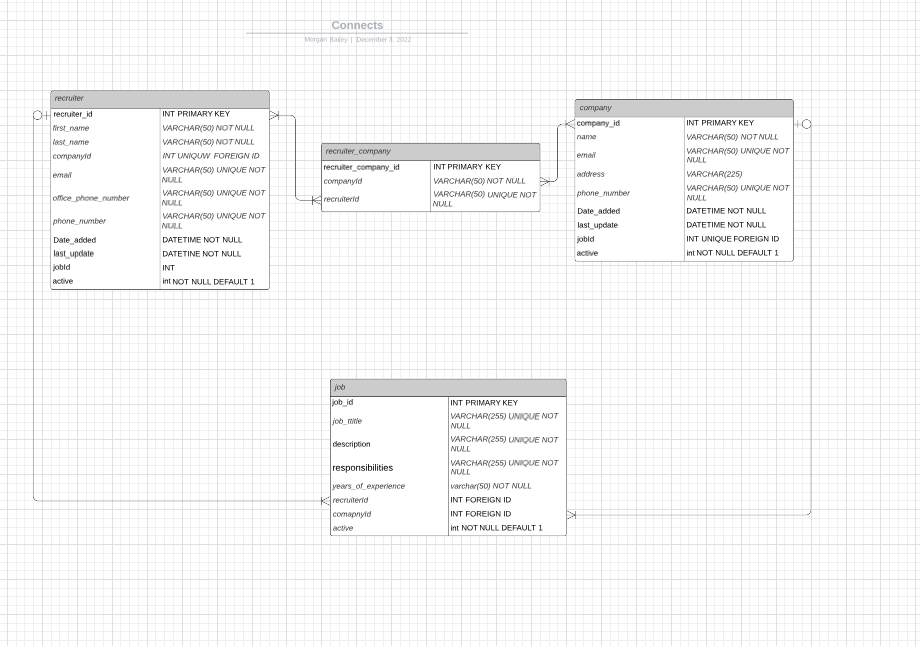 Connects
Morgan Bailey | December 3, 2022
recruiter
recruiter_id INT PRIMARY KEY
first_name VARCHAR(50) NOT NULL
last_name VARCHAR(50) NOT NULL
companyId INT UNIQUW FOREIGN ID
email VARCHAR(50) UNIQUE NOT
NULL
office_phone_number VARCHAR(50) UNIQUE NOT
NULL
phone_number VARCHAR(50) UNIQUE NOT
NULL
Date_added DATETIME NOT NULL
last_update DATETINE NOT NULL
jobId INT
active int NOT NULL DEFAULT 1
recruiter_company
recruiter_company_id INT PRIMARY KEY
companyId VARCHAR(50) NOT NULL
recruiterId VARCHAR(50) UNIQUE NOT
NULL
company
company_id INT PRIMARY KEY
name VARCHAR(50) NOT NULL
email VARCHAR(50) UNIQUE NOT
NULL
address VARCHAR(225)
phone_number VARCHAR(50) UNIQUE NOT
NULL
Date_added DATETIME NOT NULL
last_update DATETIME NOT NULL
jobId INT UNIQUE FOREIGN ID
active int NOT NULL DEFAULT 1
job
job_id INT PRIMARY KEY
job_ttitle VARCHAR(255) UNIQUE NOT
NULL
description VARCHAR(255) UNIQUE NOT
NULL
responsibilities VARCHAR(255) UNIQUE NOT
NULL
years_of_experience varchar(50) NOT NULL
recruiterId INT FOREIGN ID
comapnyId INT FOREIGN ID
active int NOT NULL DEFAULT 1